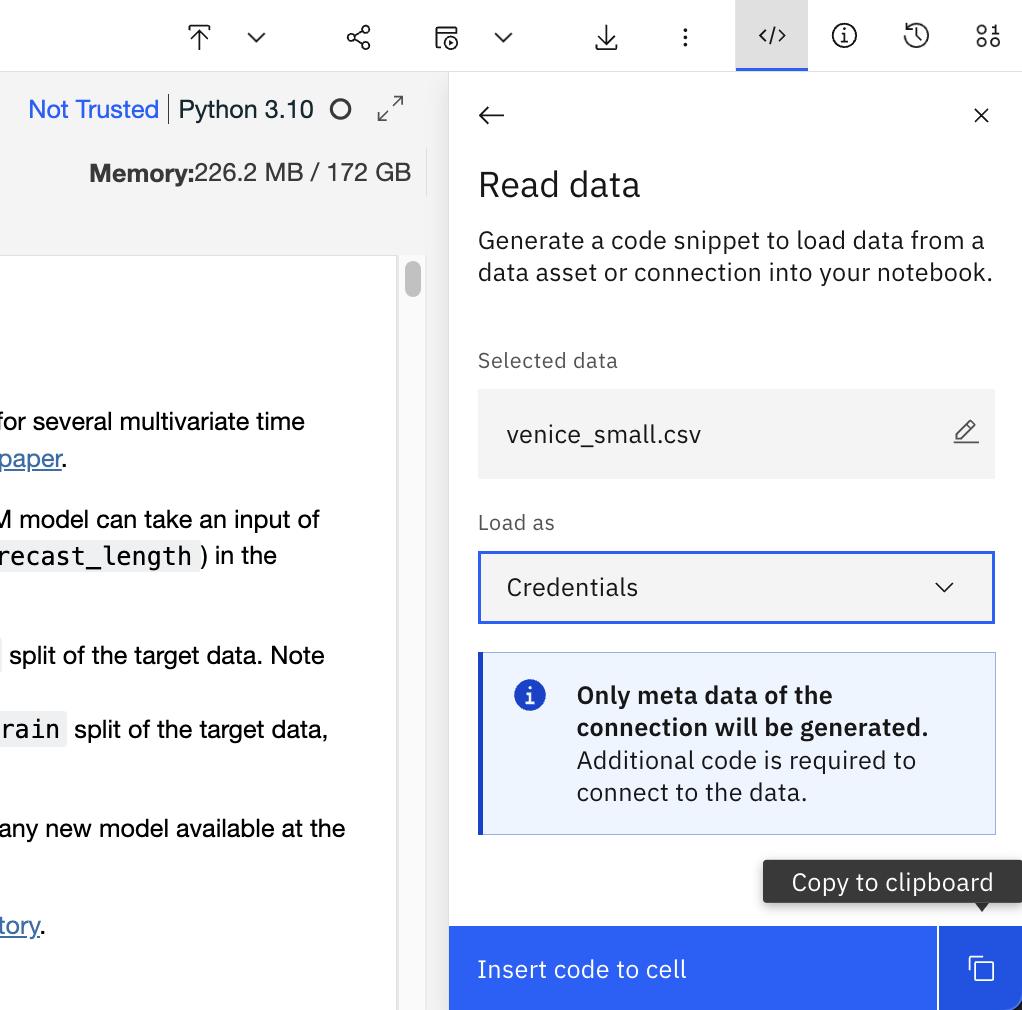 Not Trusted Python 3.10
Memory:226.2 MB / 172 GB
for several multivariate time
paper.
M model can take an input of
recast_length) in the
split of the target data. Note
rain split of the target data,
any new model available at the
tory.
Read data
Generate a code snippet to load data from a
data asset or connection into your notebook.
Selected data
venice_small.csv
Load as
Credentials
Only meta data of the
connection will be generated.
Additional code is required to
connect to the data.
Copy to clipboard
Insert code to cell